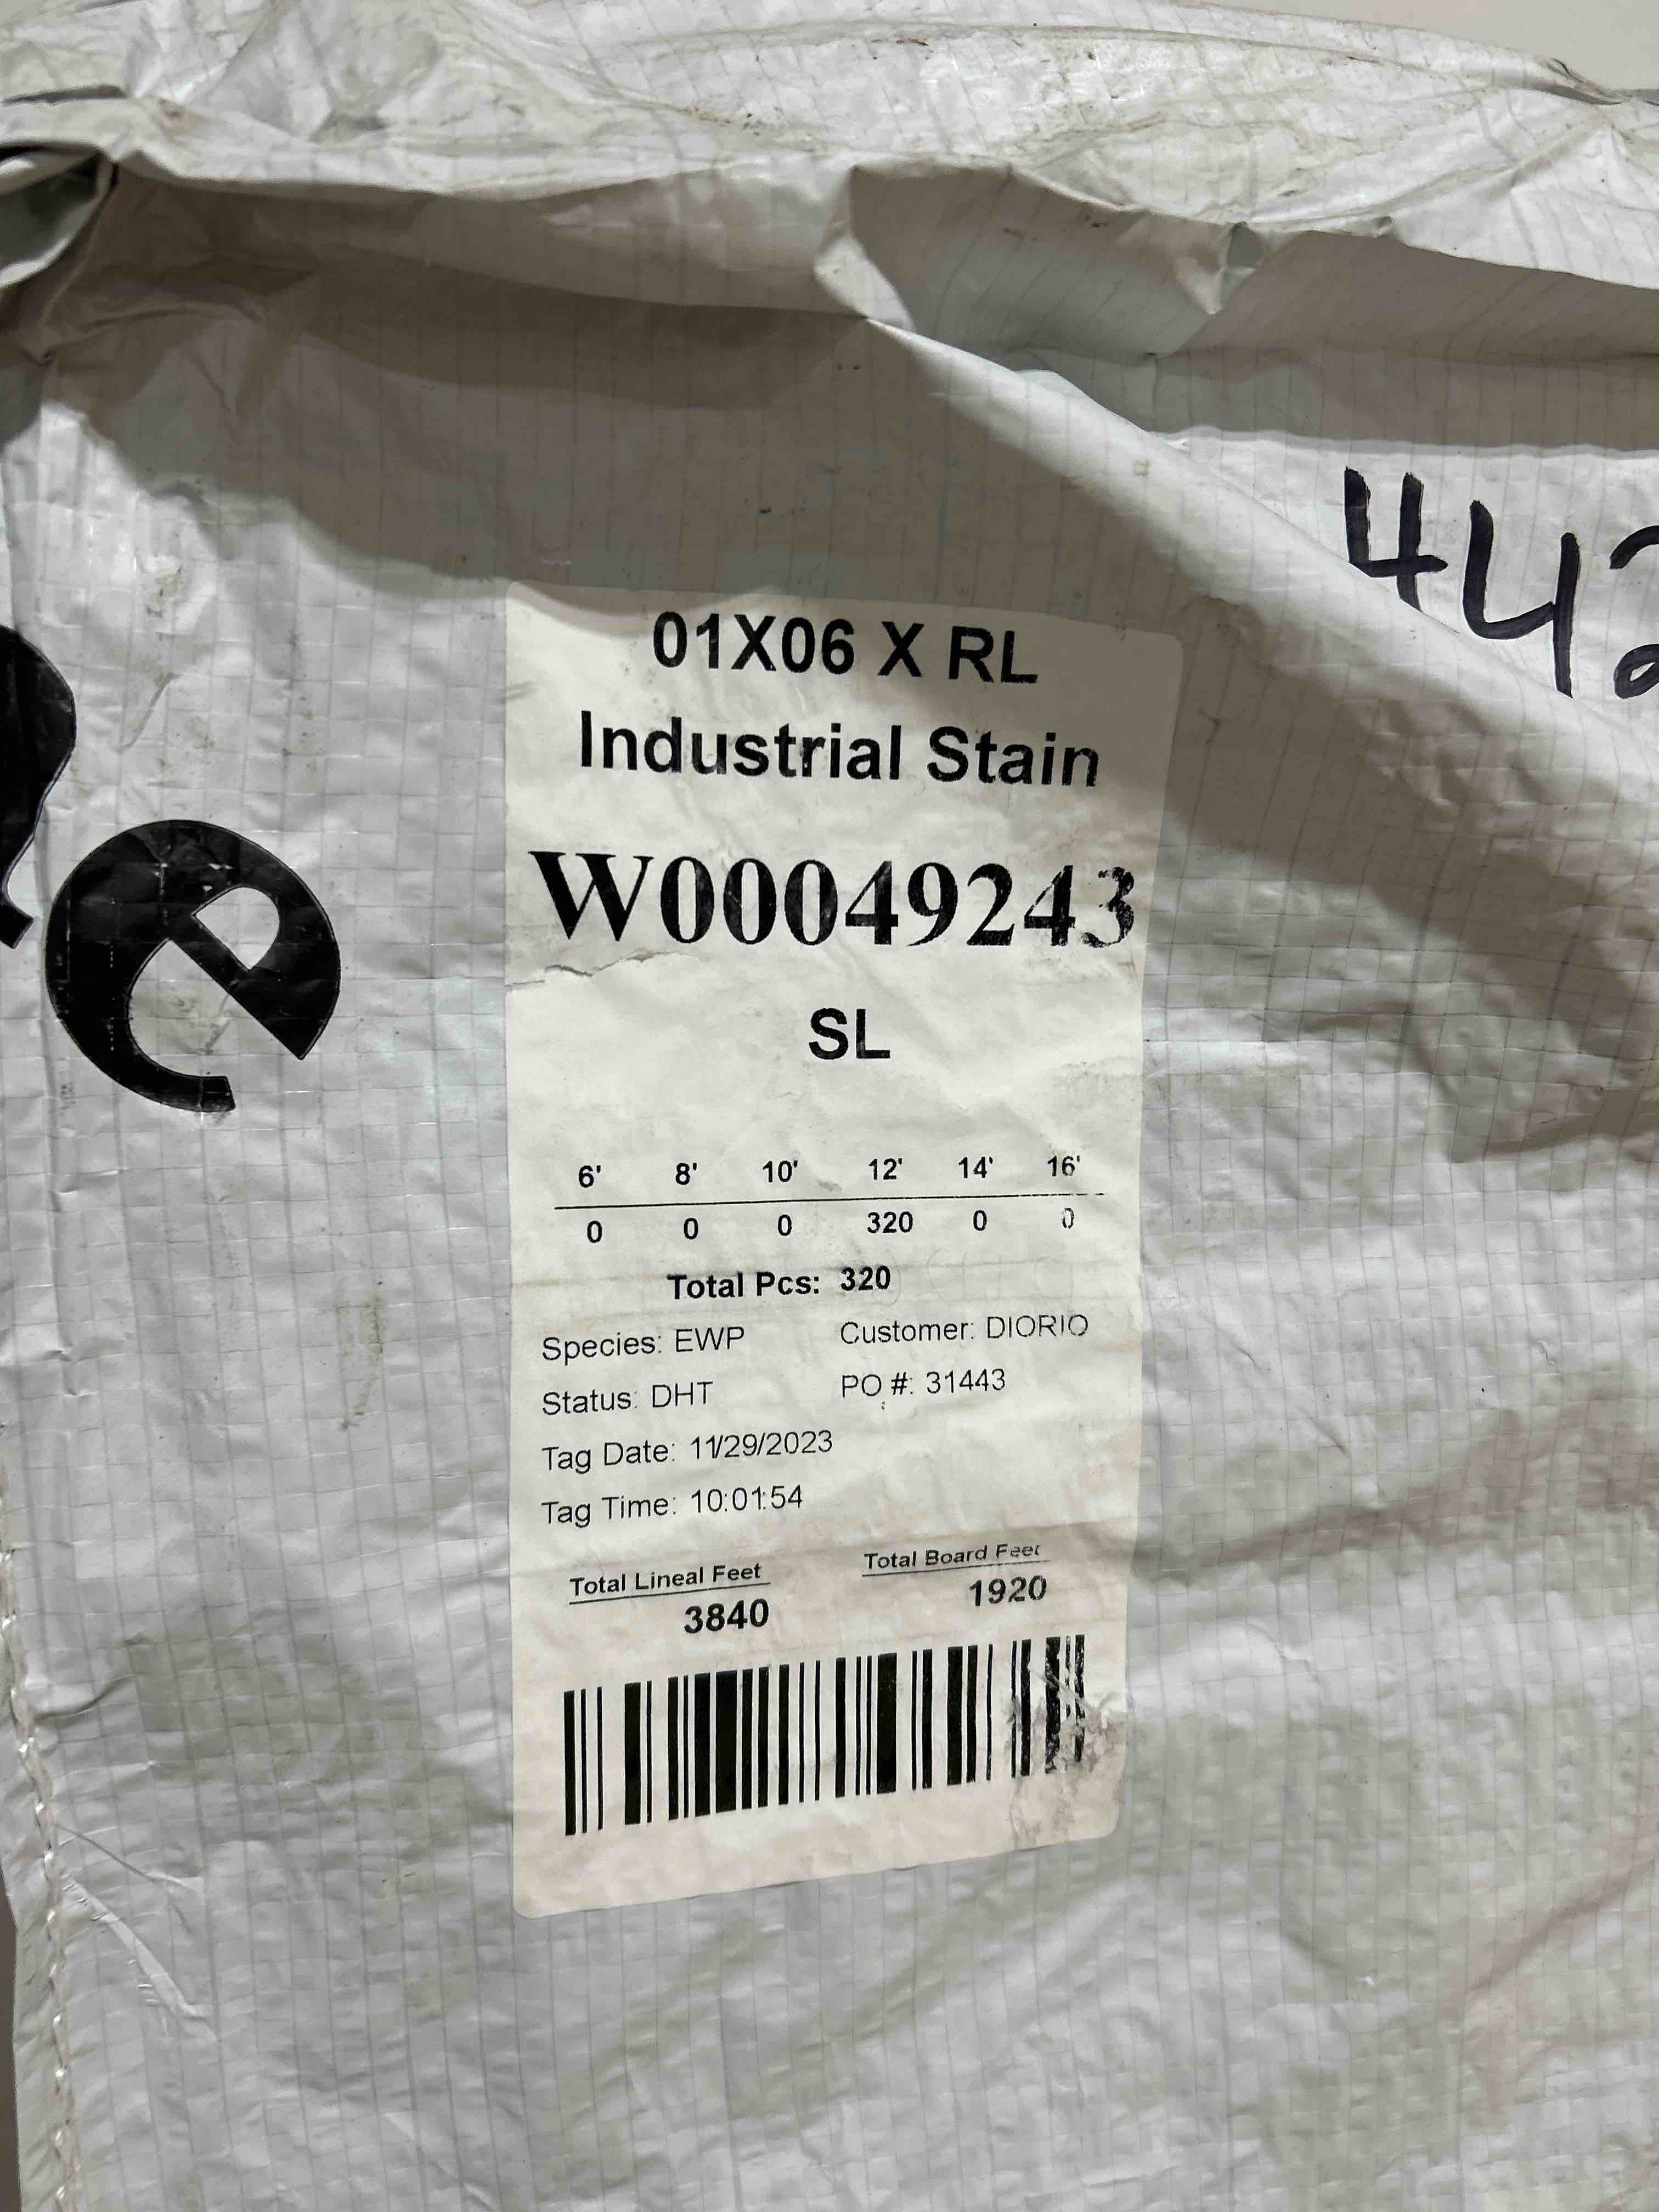 442
01X06 X RL
Industrial Stain
e
W00049243
SL
6' 8' 10' 12' 14' 16'
0 0 0 320 0 0
Total Pcs: 320
Species: EWP Customer: DIORIO
Status: DHT PO #: 31443
Tag Date: 11/29/2023
Tag Time: 10:01:54
Total Lineal Feet Total Board Feet
3840 1920